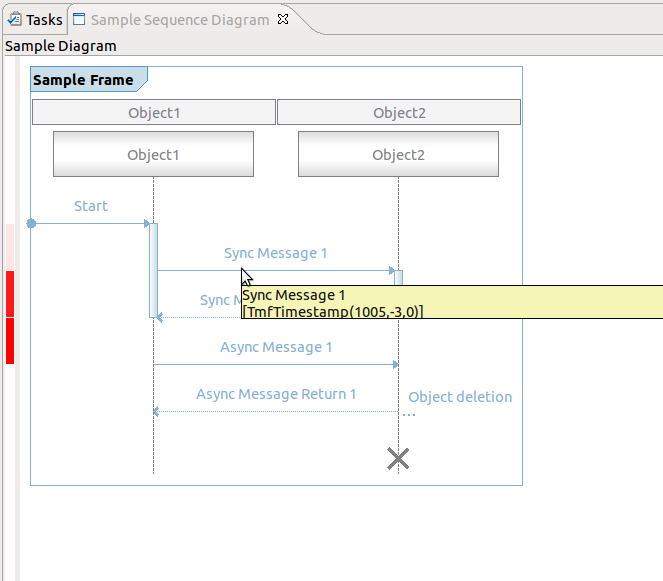 Tasks
Sample Sequence Diagram
Sample Diagram
Sample Frame
Object1
Object2
Object1
Object2
Start
Sync Message 1
Sync Message 1
[TmfTimestamp(1005,-3,0)]
Sync
Async Message 1
Async Message Return 1
Object deletion
...